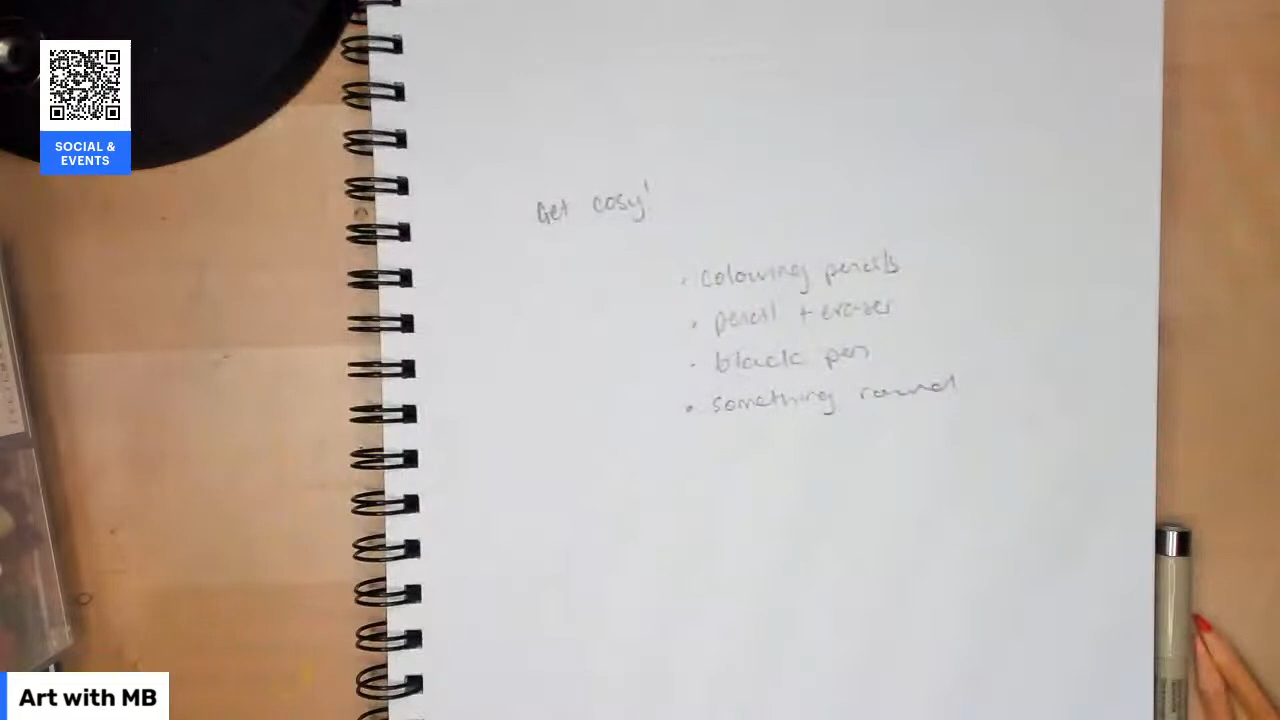 SOCIAL &
EVENTS
Get cosy!
• colouring pencils
• pencil + eraser
• black pen
• something round
Art with MB